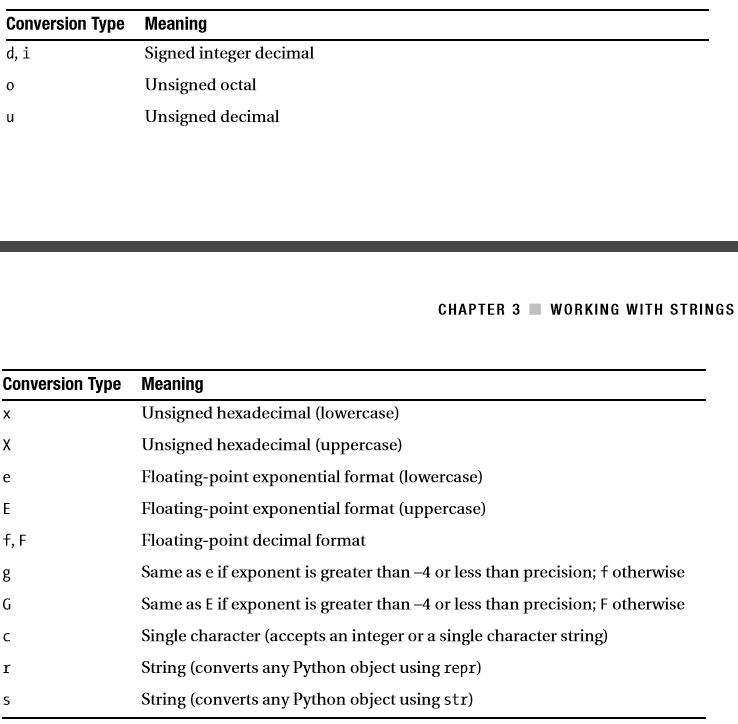 Conversion Type Meaning
d, i Signed integer decimal
o Unsigned octal
u Unsigned decimal
CHAPTER 3 ■ WORKING WITH STRINGS
Conversion Type Meaning
x Unsigned hexadecimal (lowercase)
X Unsigned hexadecimal (uppercase)
e Floating-point exponential format (lowercase)
E Floating-point exponential format (uppercase)
f, F Floating-point decimal format
g Same as e if exponent is greater than –4 or less than precision; f otherwise
G Same as E if exponent is greater than –4 or less than precision; F otherwise
c Single character (accepts an integer or a single character string)
r String (converts any Python object using repr)
s String (converts any Python object using str)